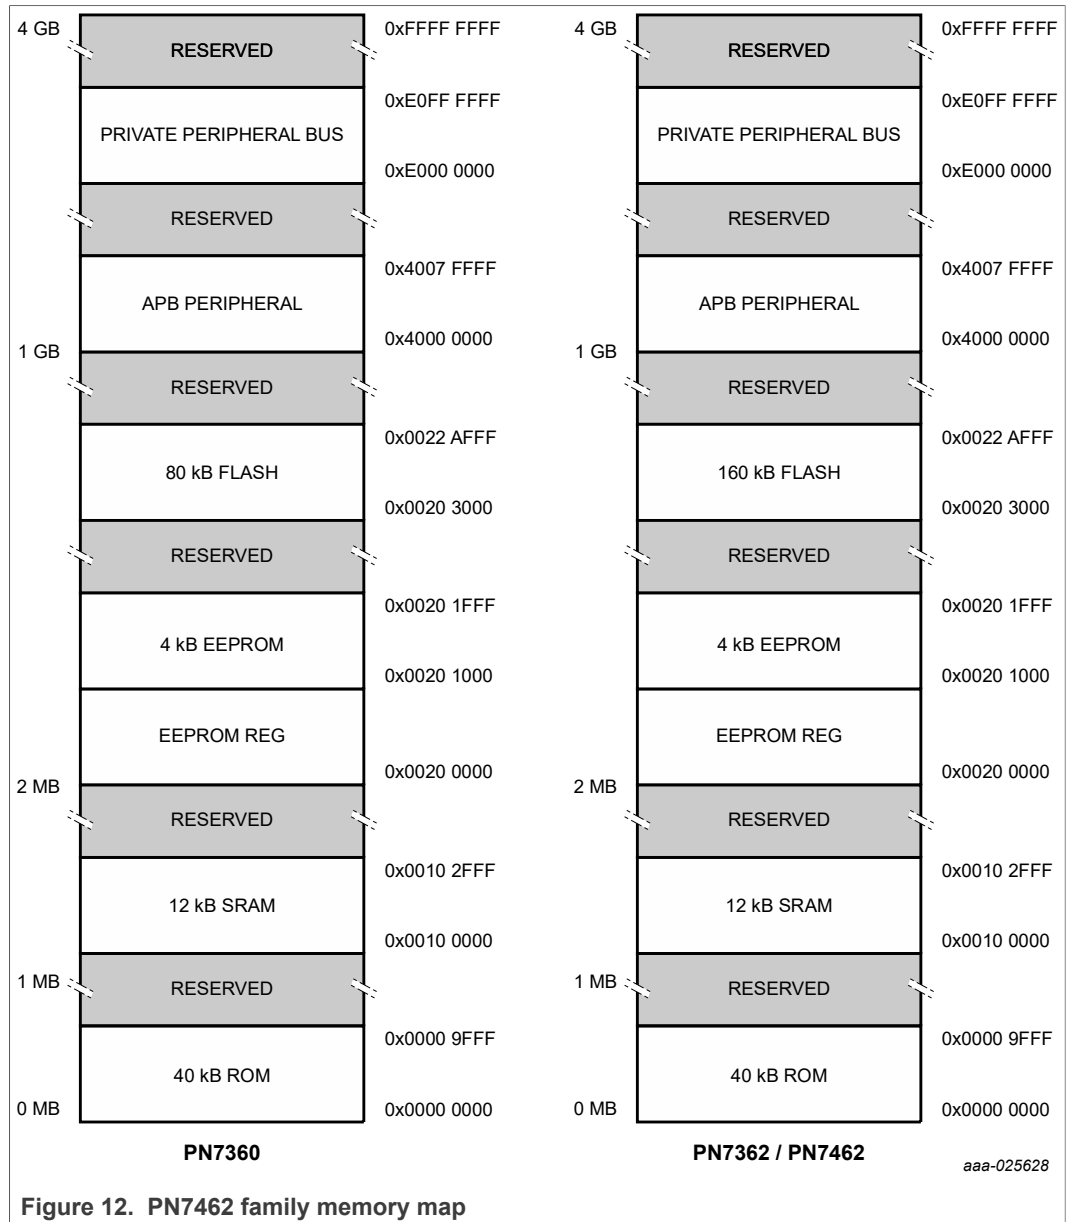 4 GB
RESERVED
0xFFFF FFFF
0xE0FF FFFF
PRIVATE PERIPHERAL BUS
0xE000 0000
RESERVED
0x4007 FFFF
APB PERIPHERAL
0x4000 0000
1 GB
RESERVED
0x0022 AFFF
80 kB FLASH
0x0020 3000
RESERVED
0x0020 1FFF
4 kB EEPROM
0x0020 1000
EEPROM REG
0x0020 0000
2 MB
RESERVED
0x0010 2FFF
12 kB SRAM
0x0010 0000
1 MB
RESERVED
0x0000 9FFF
40 kB ROM
0 MB
0x0000 0000
PN7360
4 GB
RESERVED
0xFFFF FFFF
0xE0FF FFFF
PRIVATE PERIPHERAL BUS
0xE000 0000
RESERVED
0x4007 FFFF
APB PERIPHERAL
0x4000 0000
1 GB
RESERVED
0x0022 AFFF
160 kB FLASH
0x0020 3000
RESERVED
0x0020 1FFF
4 kB EEPROM
0x0020 1000
EEPROM REG
0x0020 0000
2 MB
RESERVED
0x0010 2FFF
12 kB SRAM
0x0010 0000
1 MB
RESERVED
0x0000 9FFF
40 kB ROM
0 MB
0x0000 0000
PN7362 / PN7462
aaa-025628
Figure 12. PN7462 family memory map